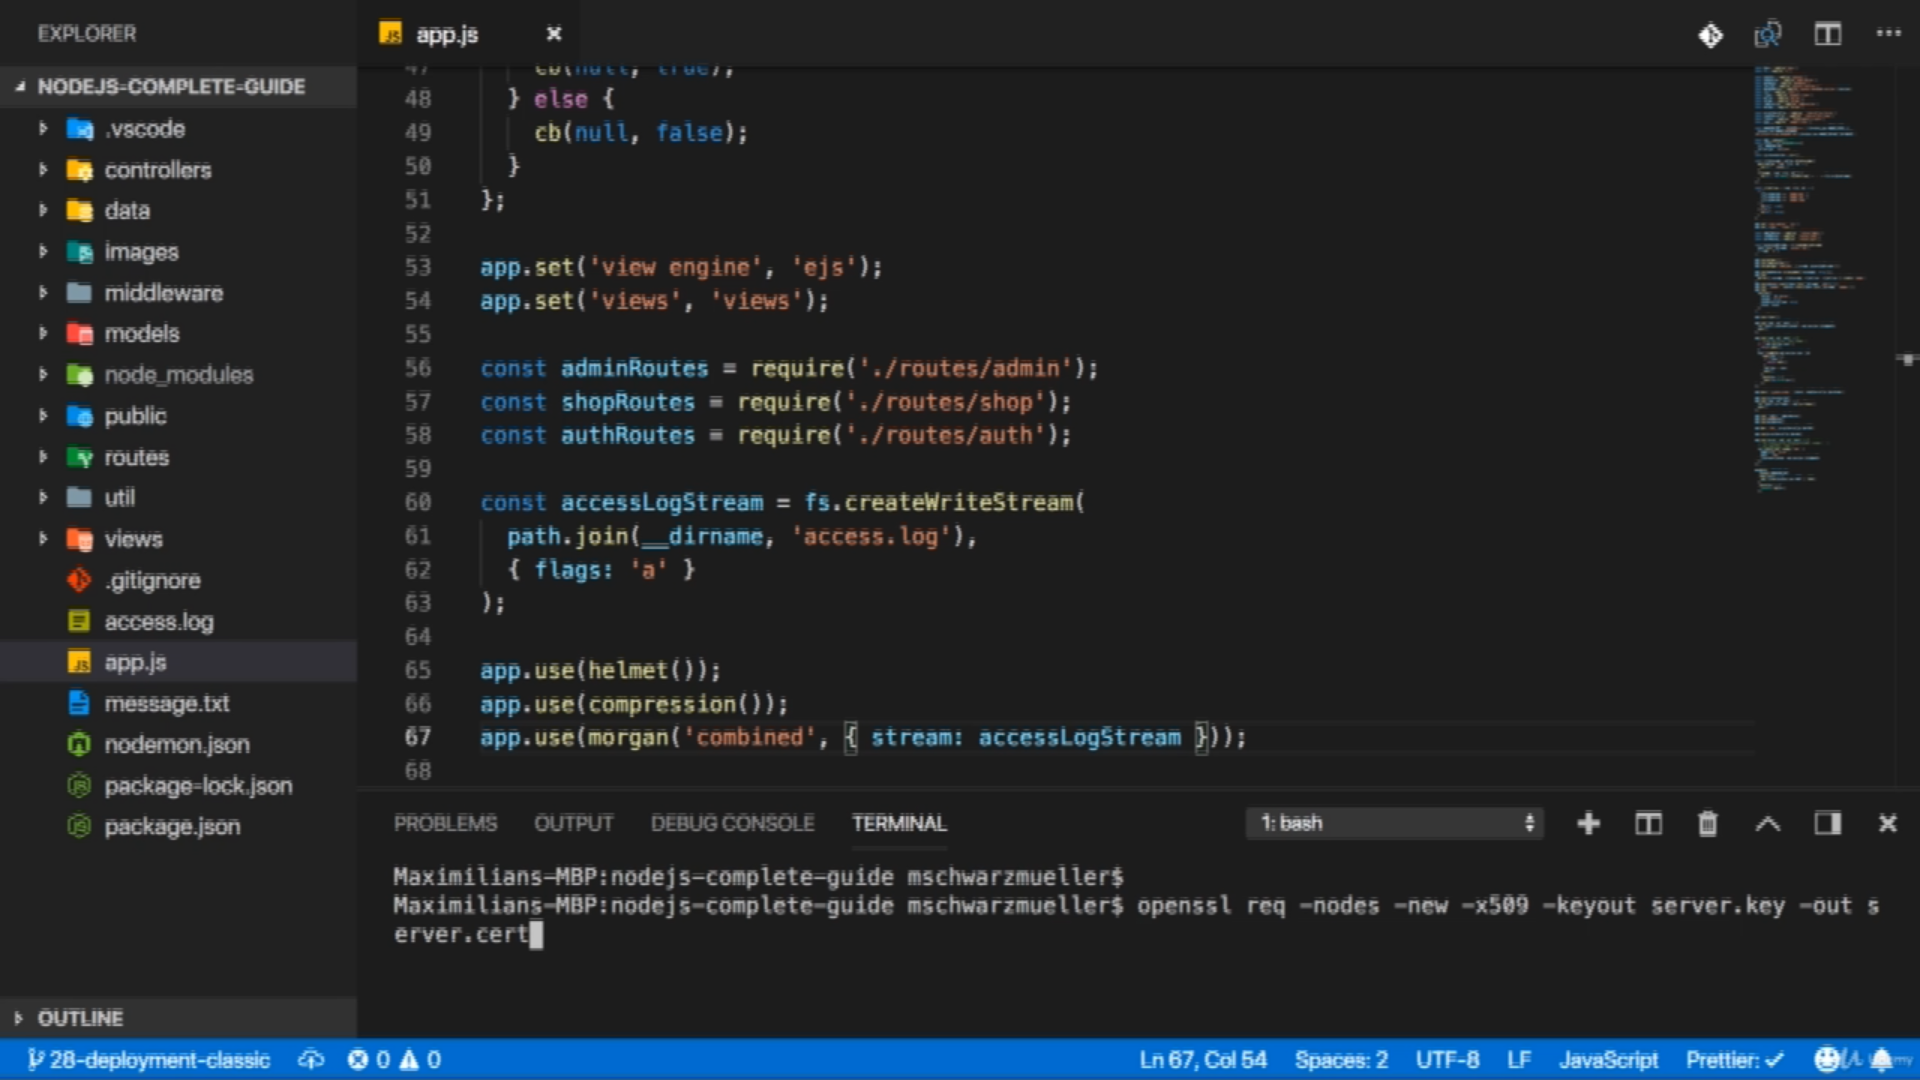 EXPLORER
NODEJS-COMPLETE-GUIDE
.vscode
controllers
data
images
middleware
models
node_modules
public
routes
util
views
.gitignore
access.log
app.js
message.txt
nodemon.json
package-lock.json
package.json
OUTLINE
app.js
47 cb(null, true);
48 } else {
49 cb(null, false);
50 }
51 };
52
53 app.set('view engine', 'ejs');
54 app.set('views', 'views');
55
56 const adminRoutes = require('./routes/admin');
57 const shopRoutes = require('./routes/shop');
58 const authRoutes = require('./routes/auth');
59
60 const accessLogStream = fs.createWriteStream(
61 path.join(__dirname, 'access.log'),
62 { flags: 'a' }
63 );
64
65 app.use(helmet());
66 app.use(compression());
67 app.use(morgan('combined', { stream: accessLogStream }));
68
PROBLEMS OUTPUT DEBUG CONSOLE TERMINAL 1: bash
Maximilians-MBP:nodejs-complete-guide mschwarzmueller$
Maximilians-MBP:nodejs-complete-guide mschwarzmueller$ openssl req -nodes -new -x509 -keyout server.key -out s
erver.cert
28-deployment-classic 0 0 Ln 67, Col 54 Spaces: 2 UTF-8 LF JavaScript Prettier: ✓